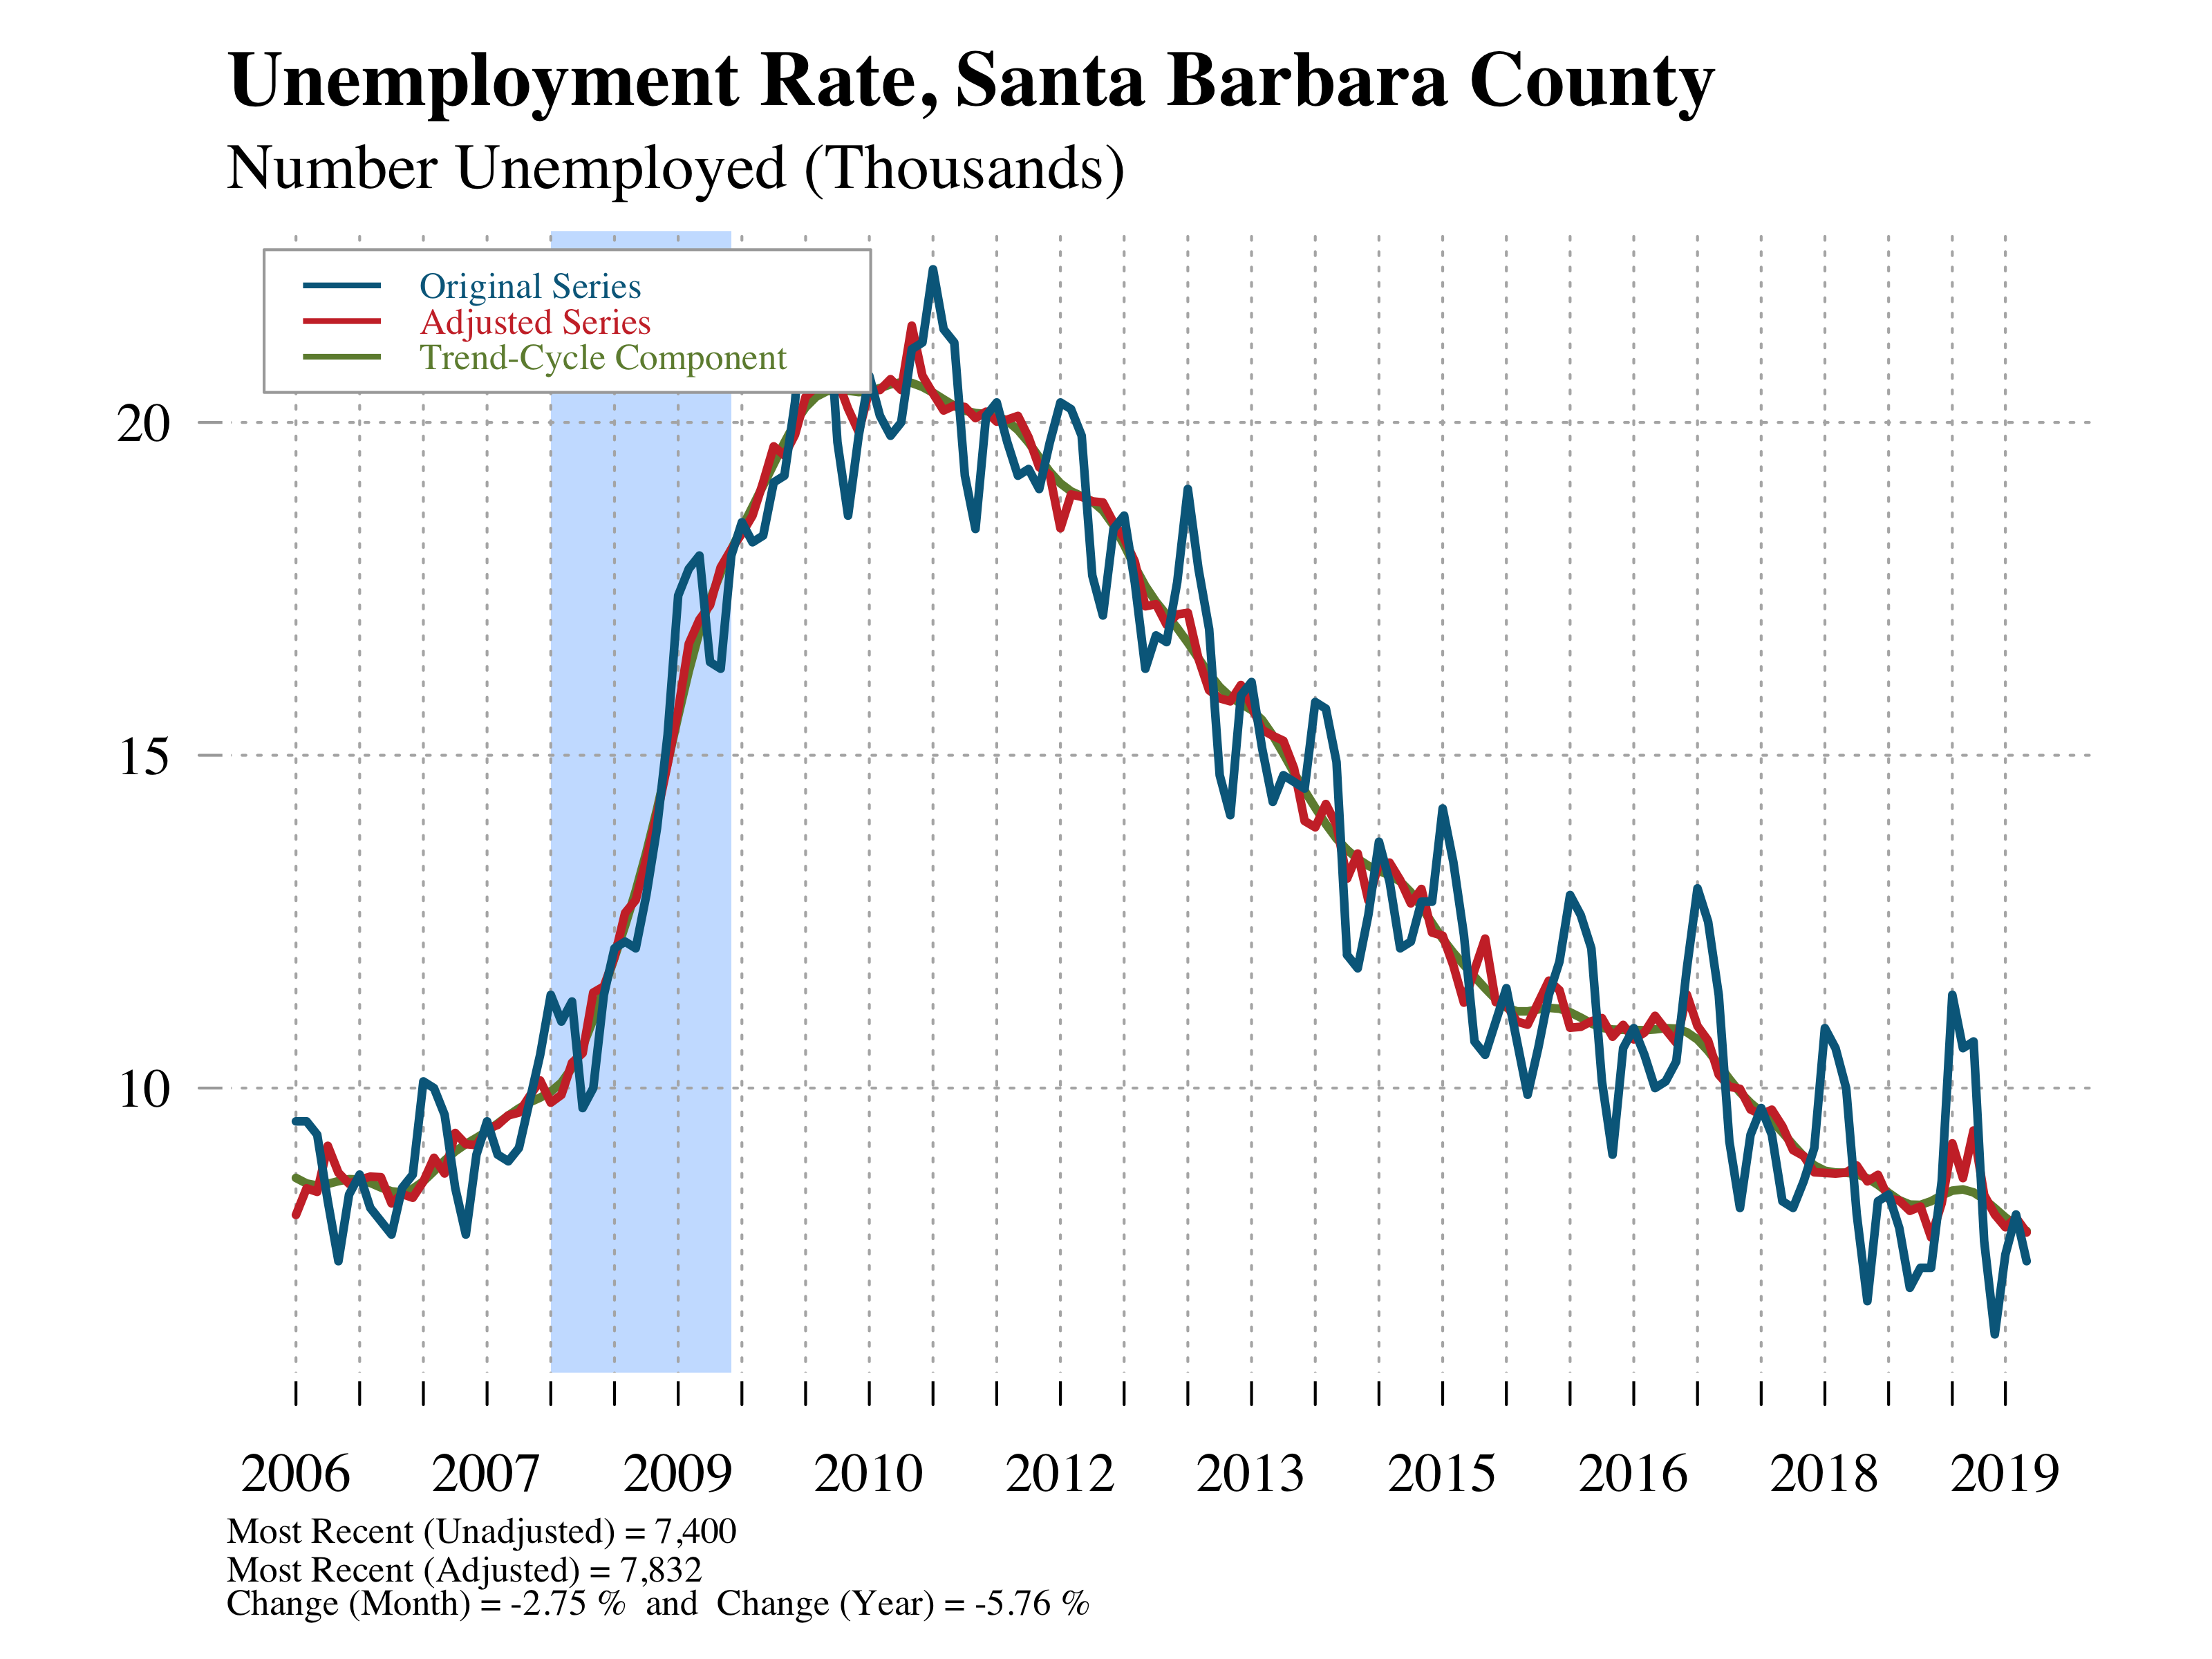 Unemployment Rate, Santa Barbara County
Number Unemployed (Thousands)
Original Series
Adjusted Series
Trend-Cycle Component
20
15
10
2006 2007 2009 2010 2012 2013 2015 2016 2018 2019
Most Recent (Unadjusted) = 7,400
Most Recent (Adjusted) = 7,832
Change (Month) = -2.75 % and Change (Year) = -5.76 %